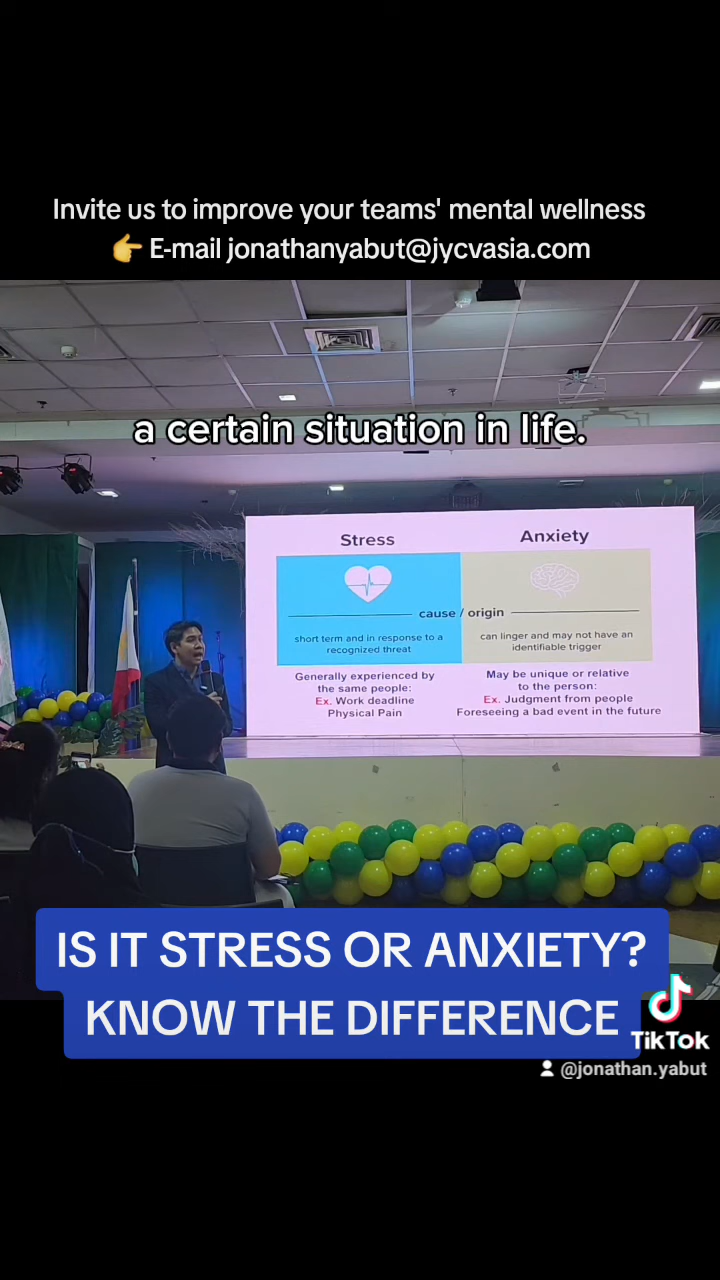 Invite us to improve your teams' mental wellness
👉 E-mail jonathanyabut@jycvasia.com
a certain situation in life.
Stress
Anxiety
cause / origin
short term and in response to a
recognized threat
can linger and may not have an
identifiable trigger
Generally experienced by
the same people:
Ex. Work deadline
Physical Pain
May be unique or relative
to the person:
Ex. Judgment from people
Foreseeing a bad event in the future
IS IT STRESS OR ANXIETY?
KNOW THE DIFFERENCE
TikTok
@jonathan.yabut